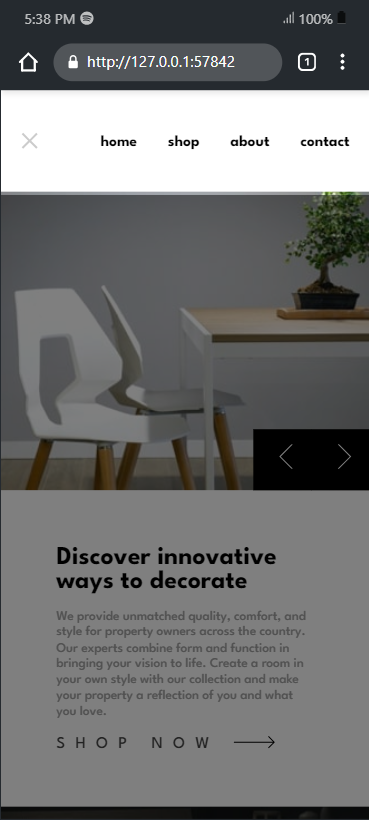 5:38 PM
100%
http://127.0.0.1:57842
1
home shop about contact
Discover innovative
ways to decorate
We provide unmatched quality, comfort, and
style for property owners across the country.
Our experts combine form and function in
bringing your vision to life. Create a room in
your own style with our collection and make
your property a reflection of you and what
you love.
SHOP NOW